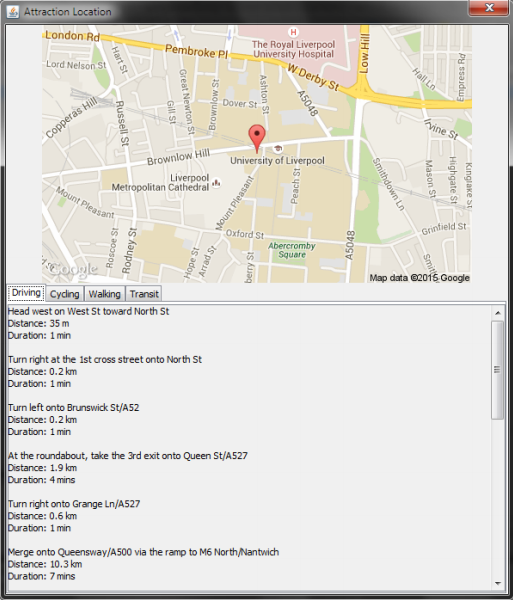 Attraction Location
London Rd
Pembroke Pl
The Royal Liverpool
University Hospital
H
Low Hill
Lord Nelson St
Hart St
W Derby St
Hall Ln
Empress Rd
Great Newton St
Gill St
Brownlow St
Dover St
Ashton St
A5048
Copperas Hill
Russell St
Irvine St
Brownlow Hill
University of Liverpool
Liverpool
Metropolitan Cathedral
Mount Pleasant
Mount Pleasant
Peach St
Smithdown Ln
Mason St
Highgate St
Kinglake St
Grinfield St
Oxford St
Abercromby
Square
A5048
Roscoe St
Rodney St
Hope St
Arrad St
berry St
Google
Map data ©2015 Google
Driving Cycling Walking Transit
Head west on West St toward North St
Distance: 35 m
Duration: 1 min
Turn right at the 1st cross street onto North St
Distance: 0.2 km
Duration: 1 min
Turn left onto Brunswick St/A52
Distance: 0.2 km
Duration: 1 min
At the roundabout, take the 3rd exit onto Queen St/A527
Distance: 1.9 km
Duration: 4 mins
Turn right onto Grange Ln/A527
Distance: 0.6 km
Duration: 1 min
Merge onto Queensway/A500 via the ramp to M6 North/Nantwich
Distance: 10.3 km
Duration: 7 mins